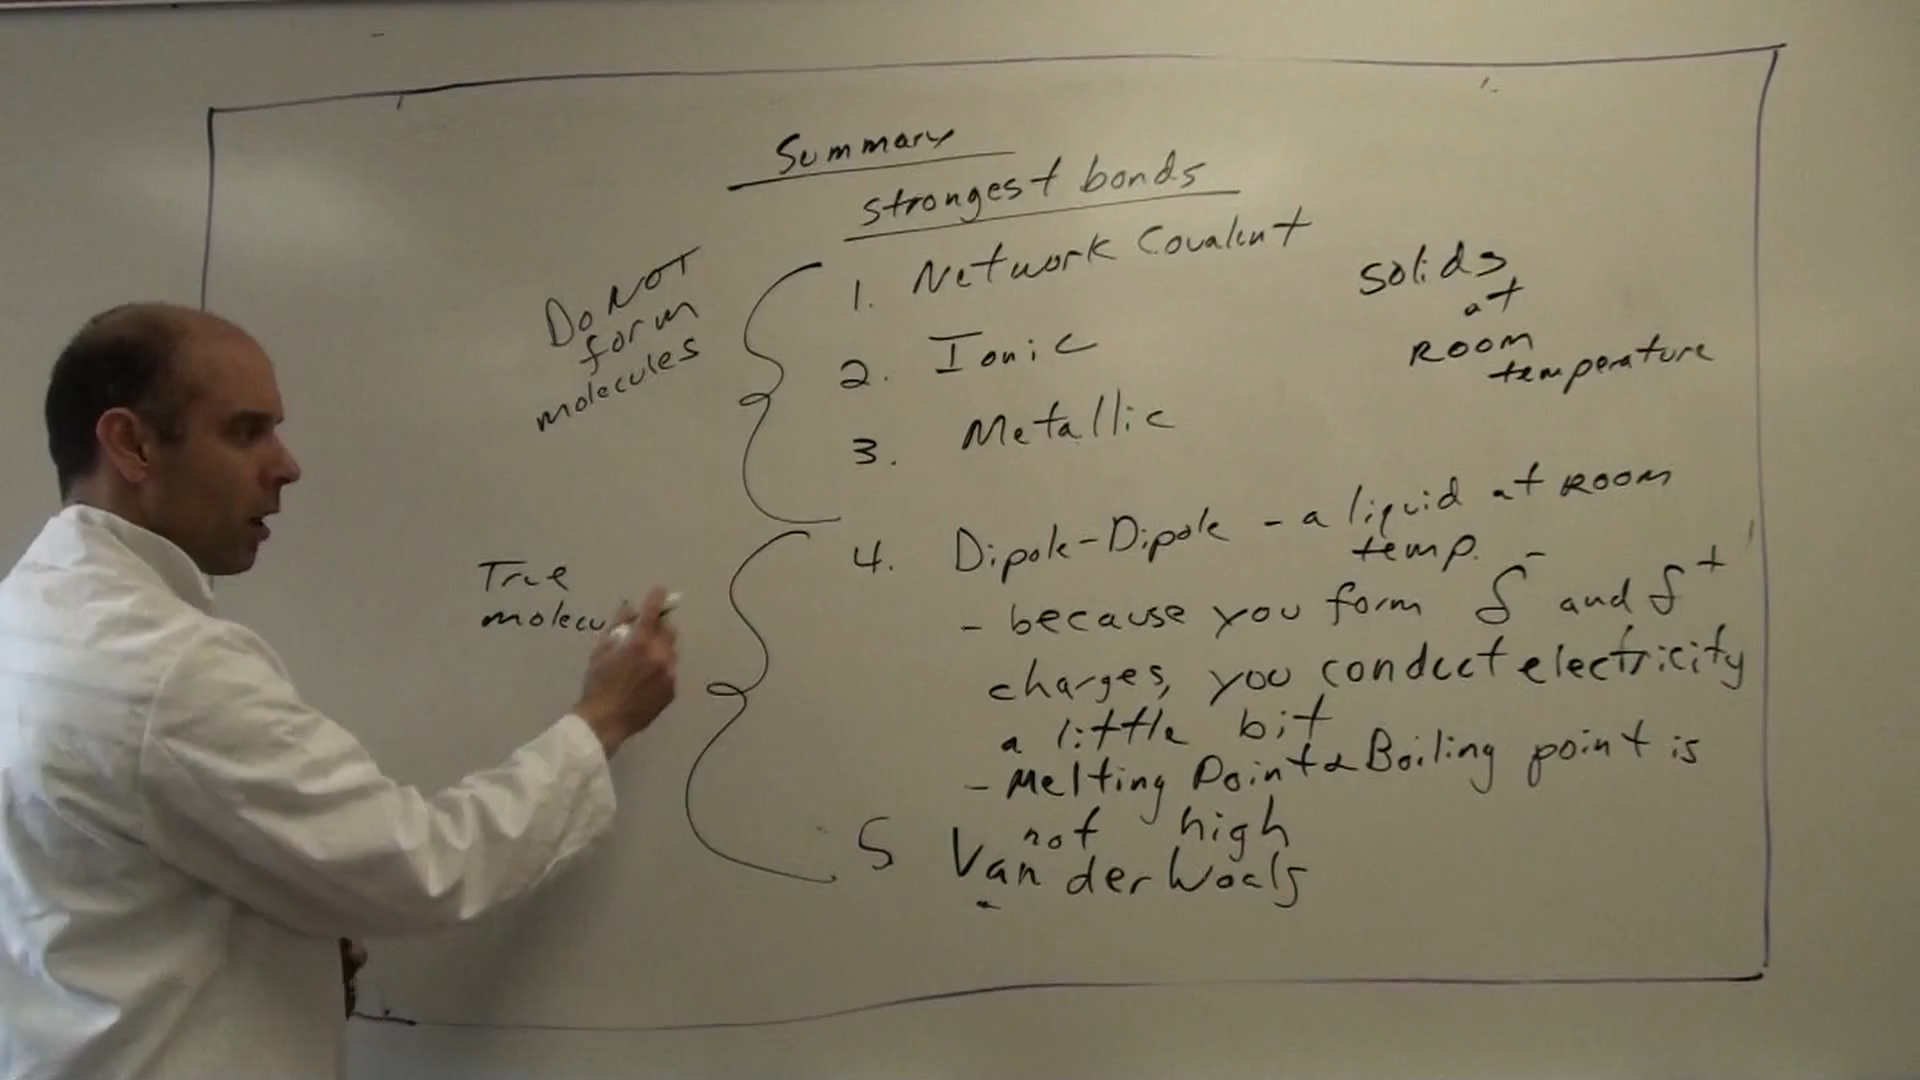 Summary
strongest bonds
Do NOT
form
molecules
1. Network Covalent
2. Ionic
3. Metallic
solids
at
Room
temperature
True
4. Dipole-Dipole - a liquid at Room
temp.
- because you form δ⁻ and δ⁺
charges, you conduct electricity
a little bit
- Melting Point & Boiling point is
not high
5 Van der Waals